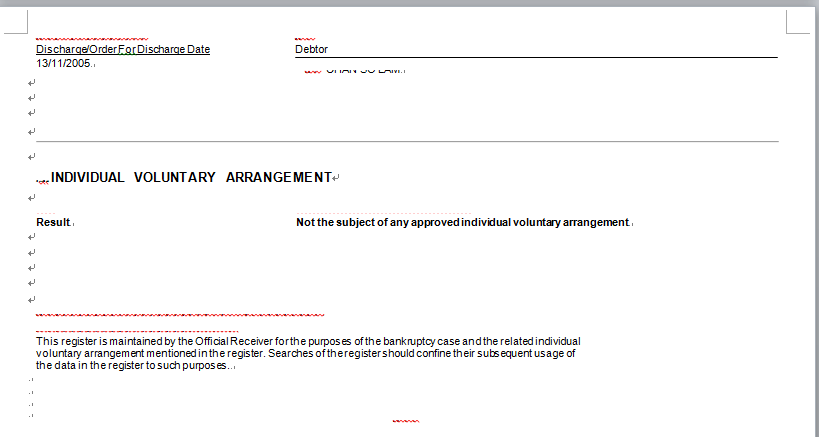 Discharge/Order For Discharge Date Debtor
13/11/2005.
INDIVIDUAL VOLUNTARY ARRANGEMENT
Result Not the subject of any approved individual voluntary arrangement
This register is maintained by the Official Receiver for the purposes of the bankruptcy case and the related individual
voluntary arrangement mentioned in the register. Searches of the register should confine their subsequent usage of
the data in the register to such purposes..